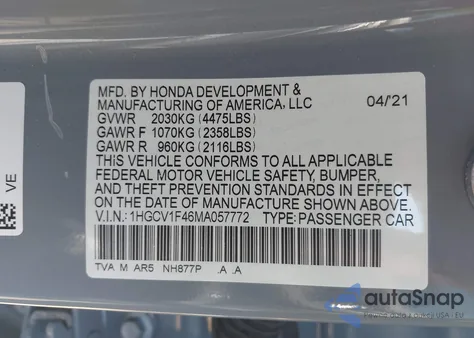 VE
MFD. BY HONDA DEVELOPMENT &
MANUFACTURING OF AMERICA, LLC 04/'21
GVWR 2030KG (4475LBS)
GAWR F 1070KG (2358LBS)
GAWR R 960KG (2116LBS)
THIS VEHICLE CONFORMS TO ALL APPLICABLE
FEDERAL MOTOR VEHICLE SAFETY, BUMPER,
AND THEFT PREVENTION STANDARDS IN EFFECT
ON THE DATE OF MANUFACTURE SHOWN ABOVE.
V.I.N.: 1HGCV1F46MA057772 TYPE: PASSENGER CAR
TVA M AR5 NH877P .A .A
autoSnap